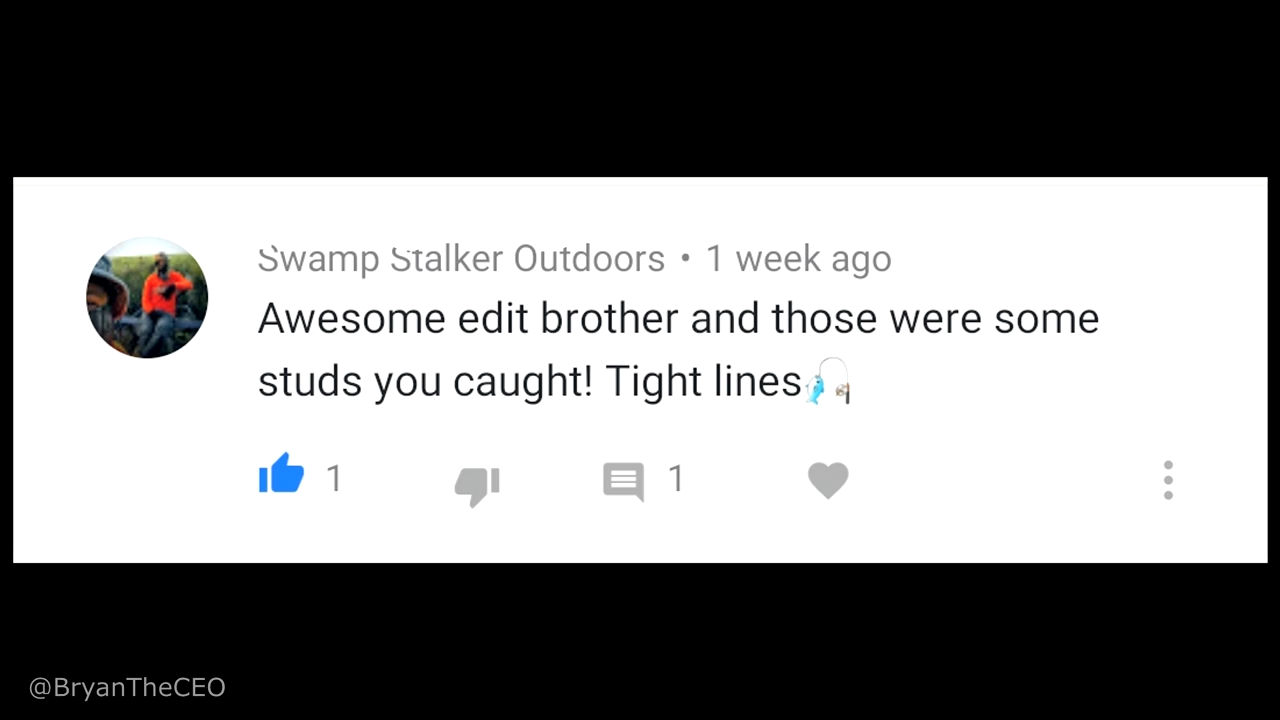 Swamp Stalker Outdoors • 1 week ago
Awesome edit brother and those were some
studs you caught! Tight lines🎣
1 1
@BryanTheCEO